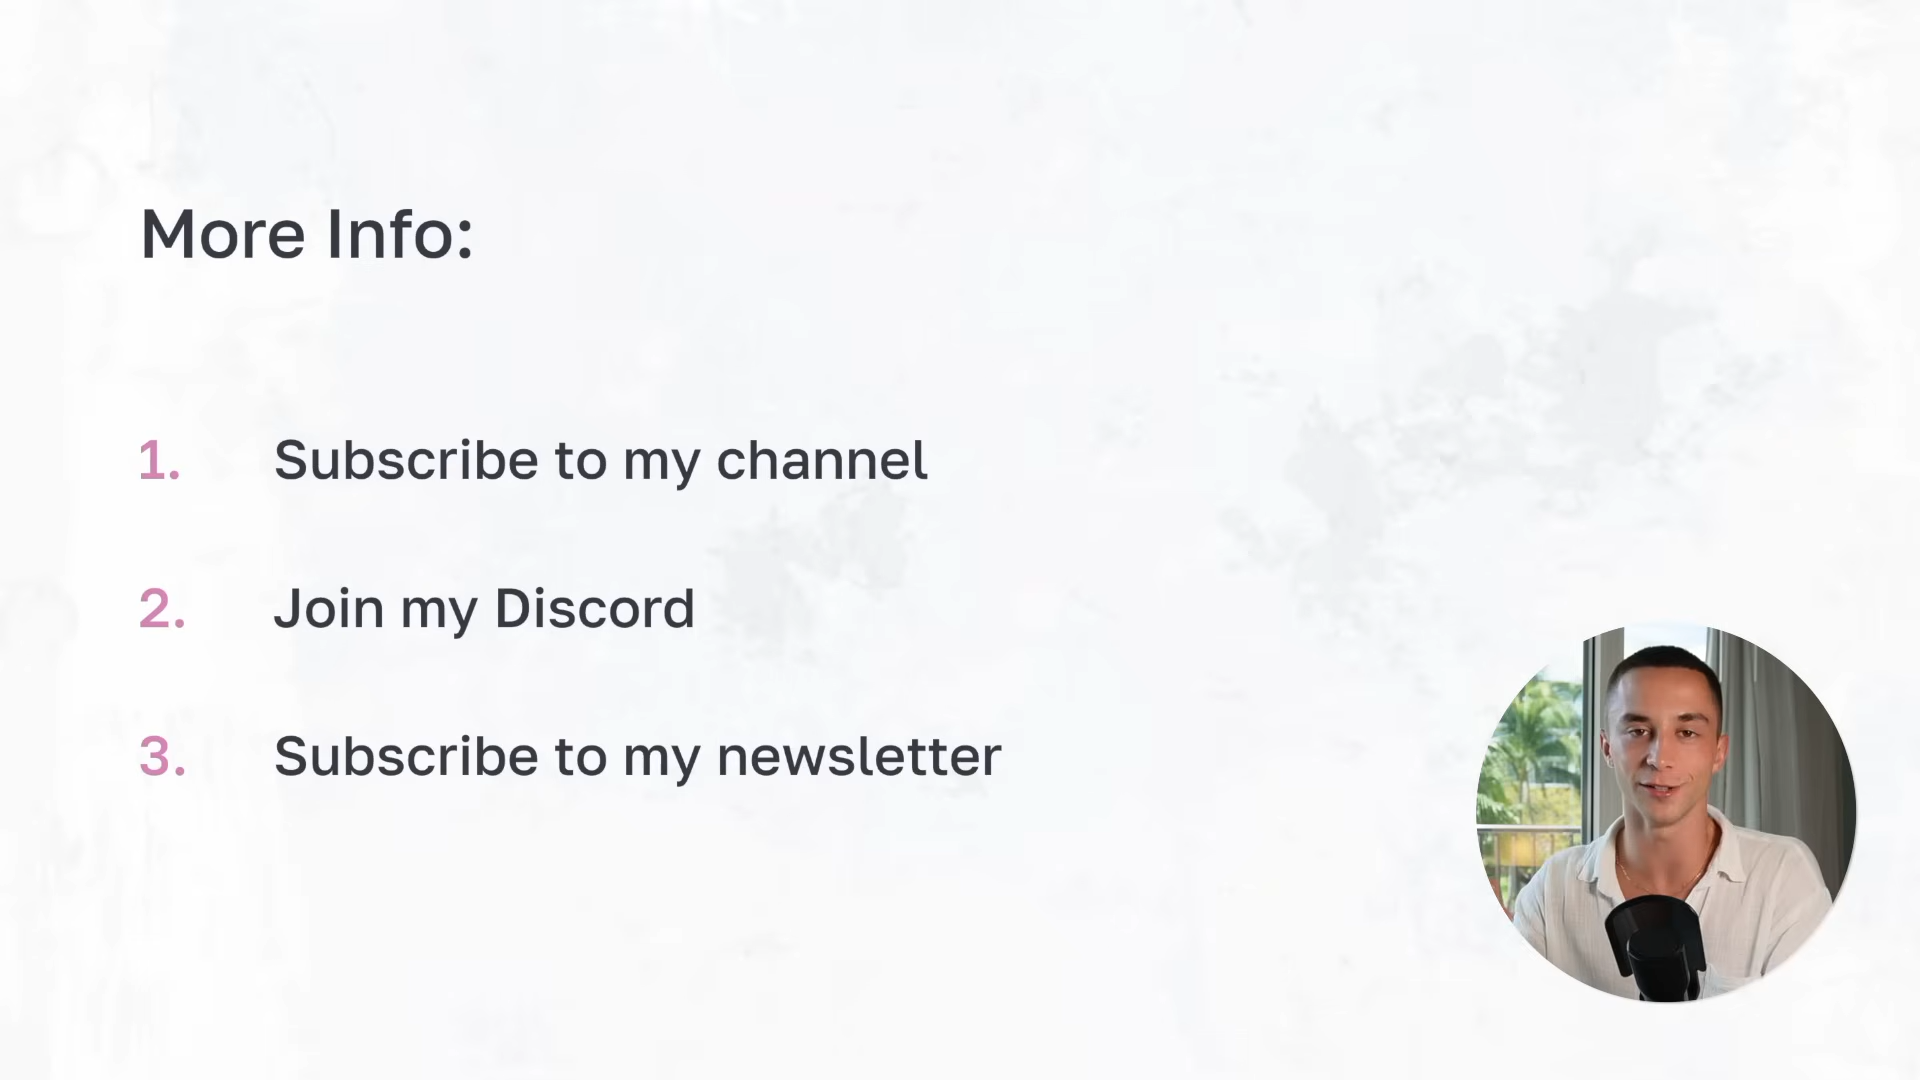 More Info:
1. Subscribe to my channel
2. Join my Discord
3. Subscribe to my newsletter